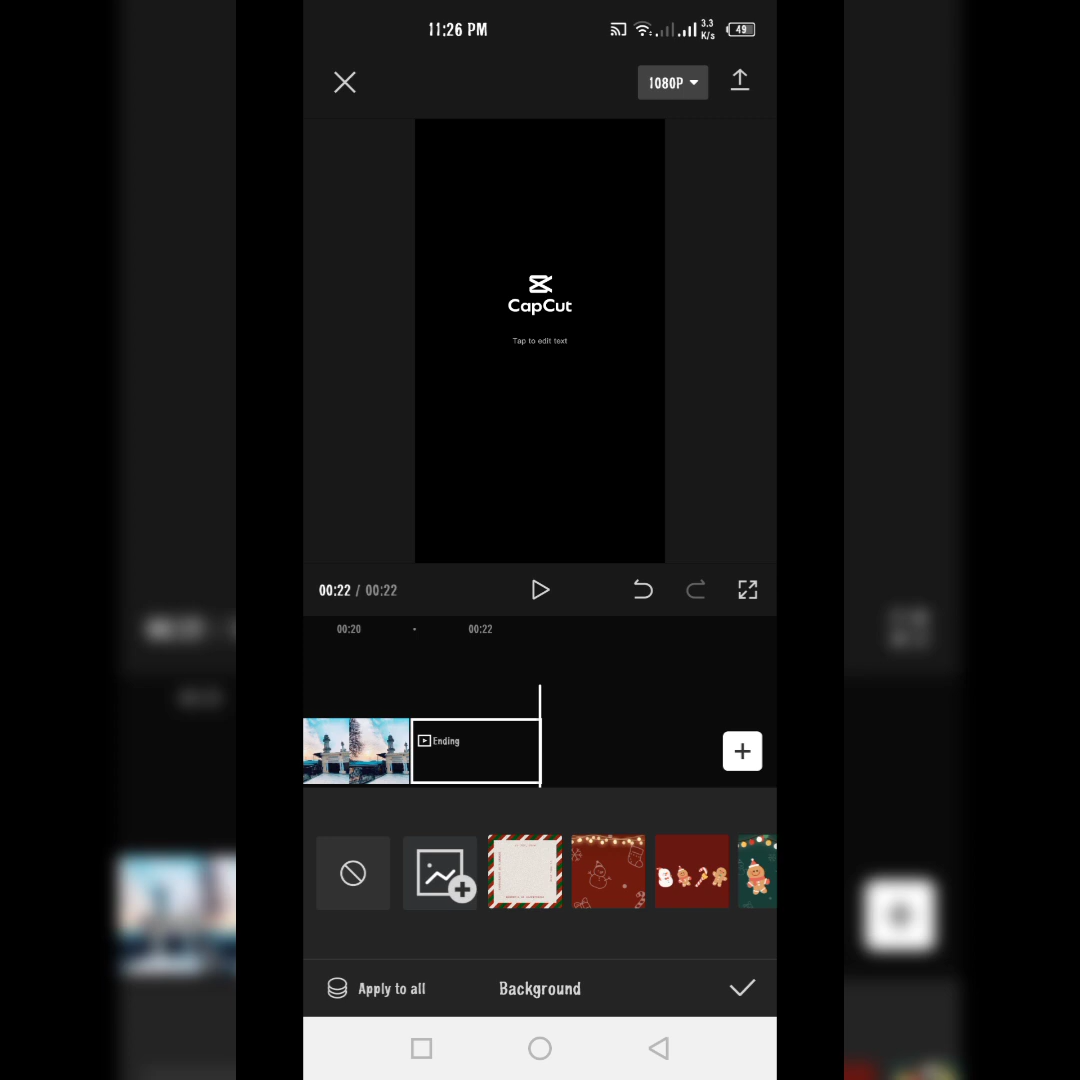 11:26 PM
3.3
K/s
49
1080P
CapCut
Tap to edit text
00:22 / 00:22
00:20
00:22
Ending
Apply to all
Background